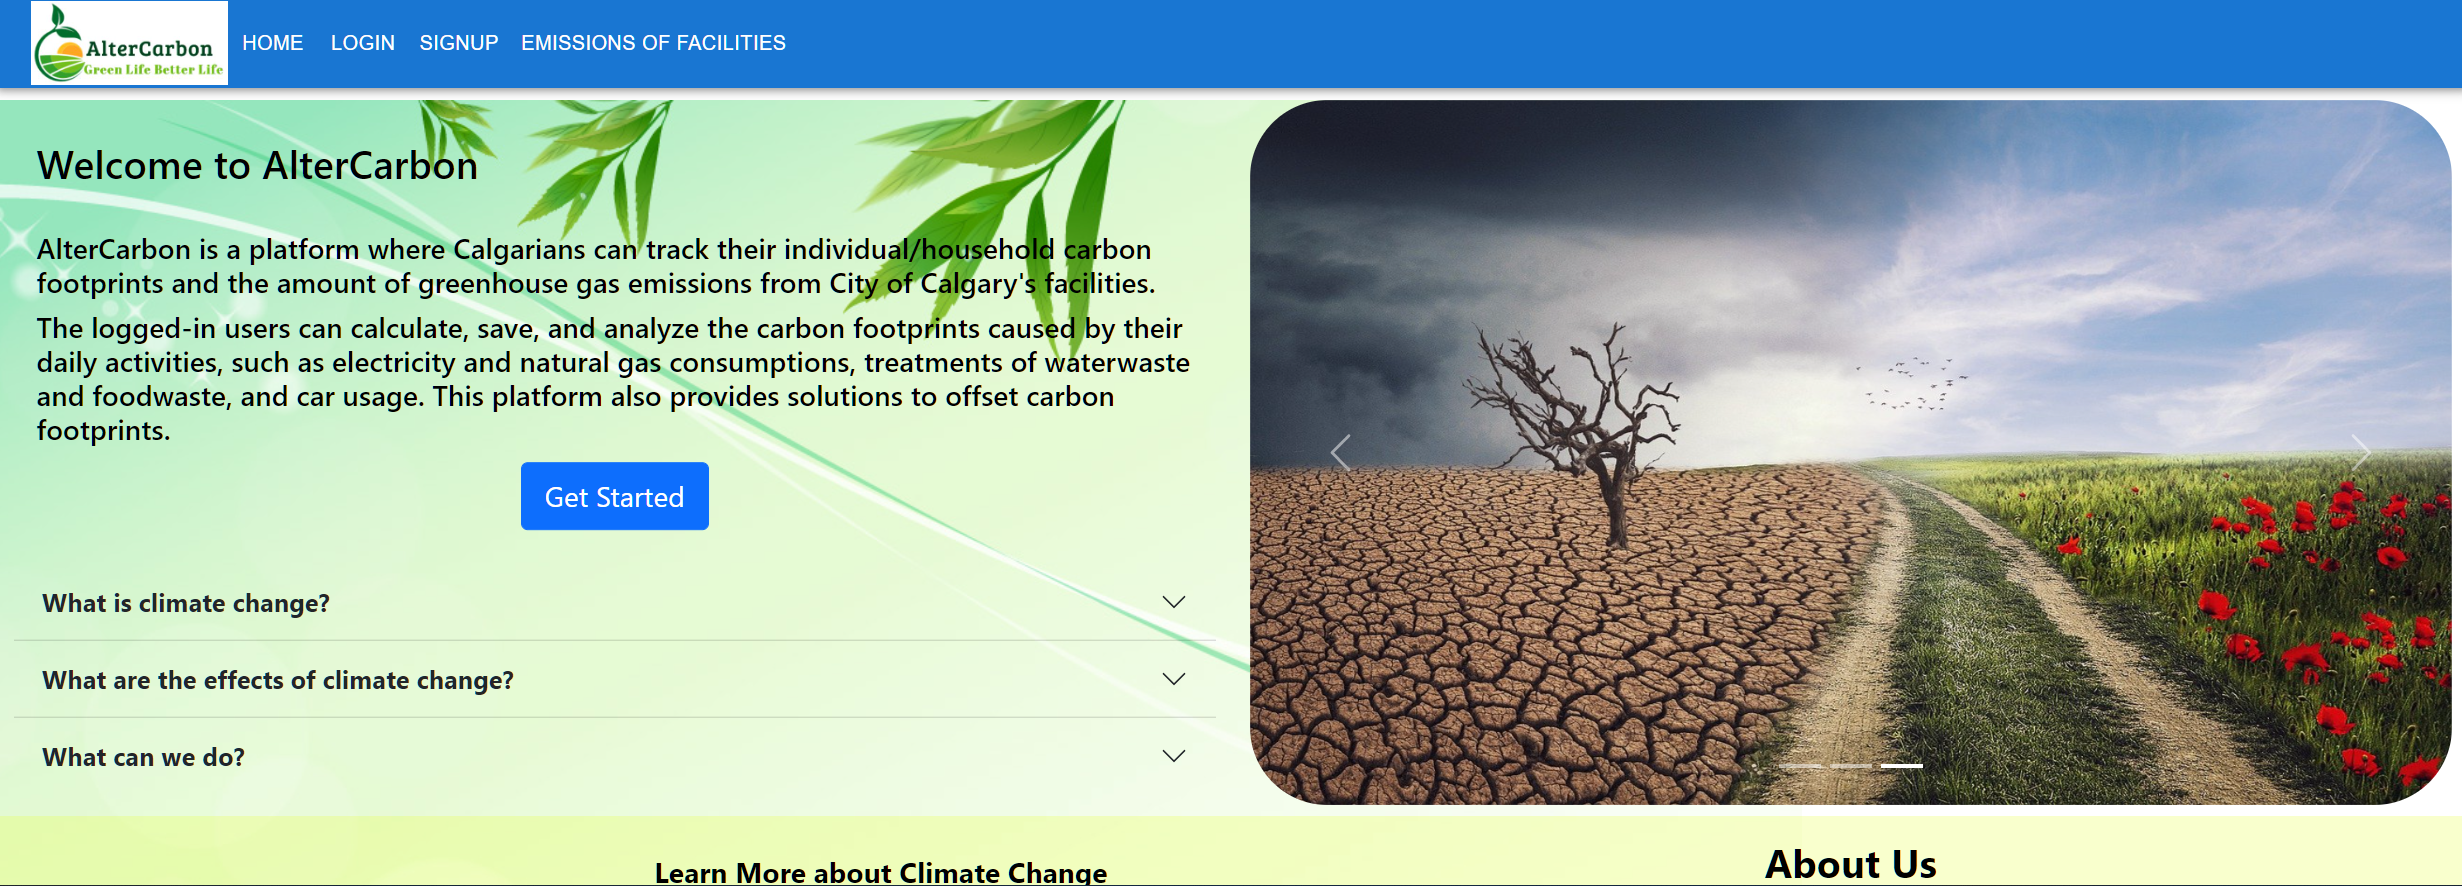 AlterCarbon
Green Life Better Life
HOME LOGIN SIGNUP EMISSIONS OF FACILITIES
Welcome to AlterCarbon
AlterCarbon is a platform where Calgarians can track their individual/household carbon
footprints and the amount of greenhouse gas emissions from City of Calgary's facilities.
The logged-in users can calculate, save, and analyze the carbon footprints caused by their
daily activities, such as electricity and natural gas consumptions, treatments of waterwaste
and foodwaste, and car usage. This platform also provides solutions to offset carbon
footprints.
Get Started
What is climate change?
What are the effects of climate change?
What can we do?
Learn More about Climate Change
About Us